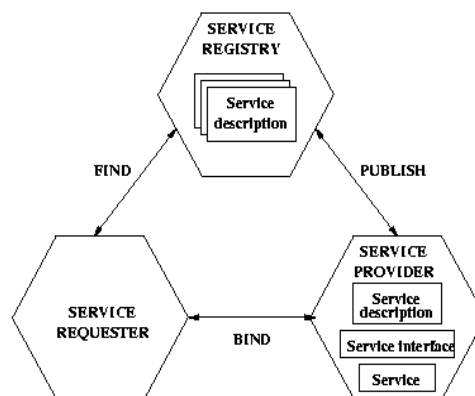 SERVICE
REGISTRY
Service
description
FIND
PUBLISH
SERVICE
REQUESTER
BIND
SERVICE
PROVIDER
Service
description
Service interface
Service